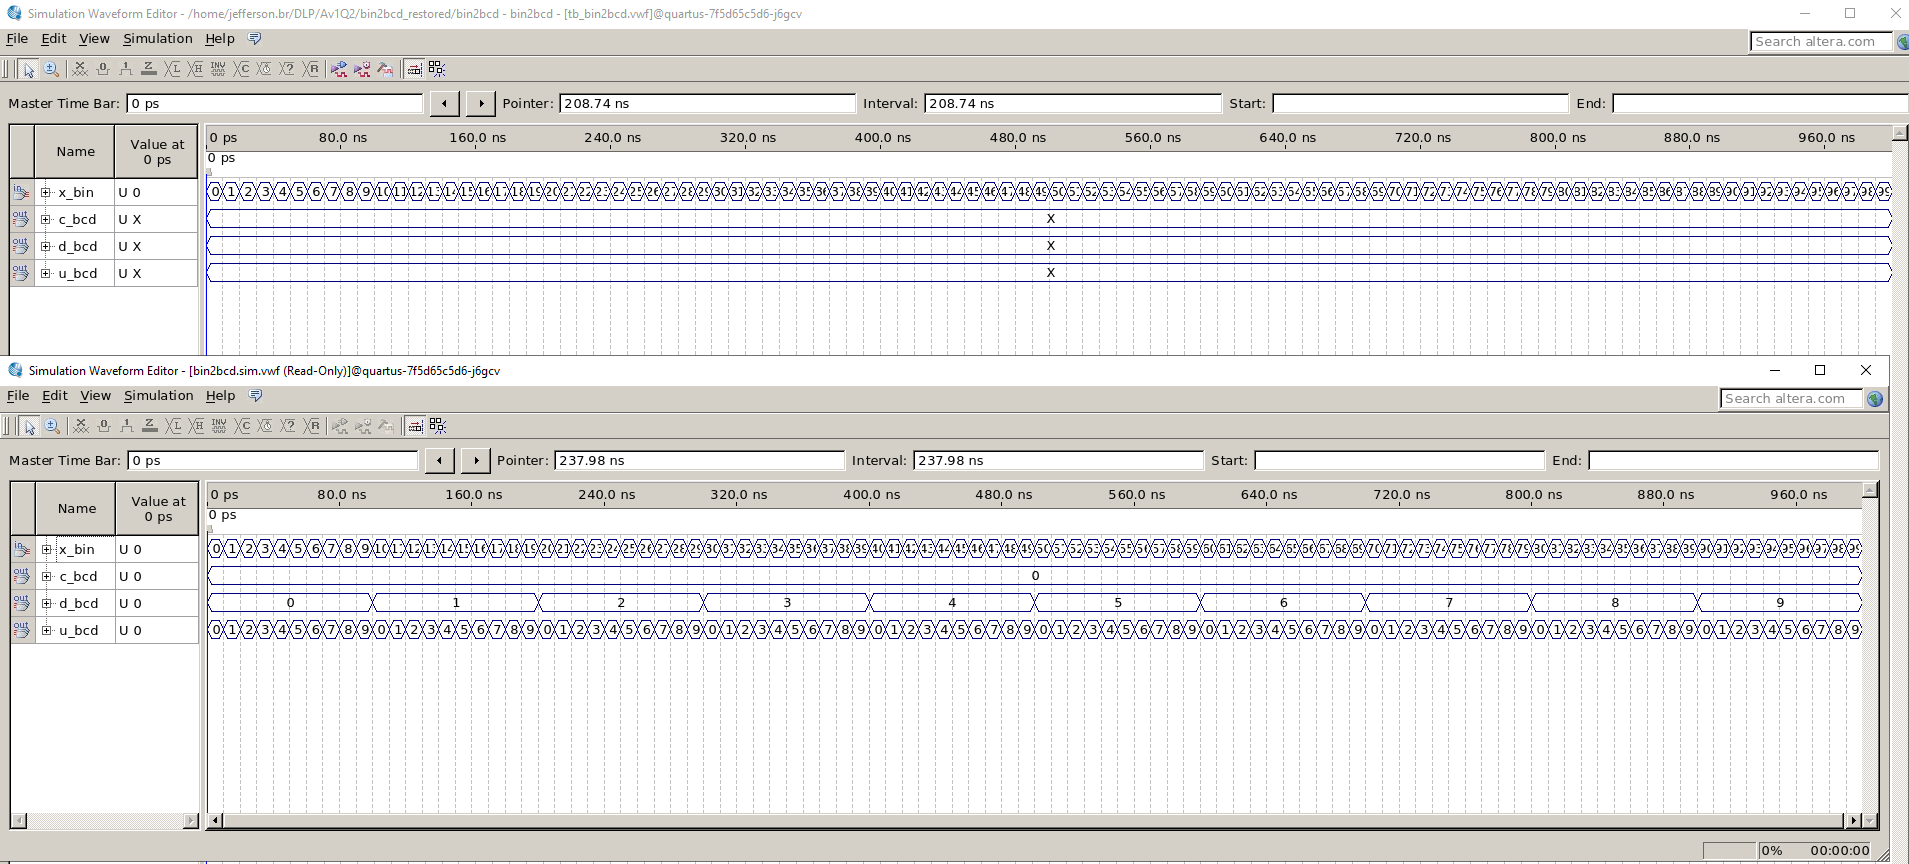 Simulation Waveform Editor - /home/jefferson.br/DLP/Av1Q2/bin2bcd_restored/bin2bcd - bin2bcd - [tb_bin2bcd.vwf]@quartus-7f5d65c5d6-j6gcv
File Edit View Simulation Help
Search altera.com
Master Time Bar: 0 ps Pointer: 208.74 ns Interval: 208.74 ns Start: End:
Name Value at 0 ps
0 ps 80.0 ns 160.0 ns 240.0 ns 320.0 ns 400.0 ns 480.0 ns 560.0 ns 640.0 ns 720.0 ns 800.0 ns 880.0 ns 960.0 ns
0 ps
x_bin U 0 0 1 2 3 4 5 6 7 8 9 10 11 12 13 14 15 16 17 18 19 20 21 22 23 24 25 26 27 28 29 30 31 32 33 34 35 36 37 38 39 40 41 42 43 44 45 46 47 48 49 50 51 52 53 54 55 56 57 58 59 60 61 62 63 64 65 66 67 68 69 70 71 72 73 74 75 76 77 78 79 80 81 82 83 84 85 86 87 88 89 90 91 92 93 94 95 96 97 98 99
c_bcd U X X
d_bcd U X X
u_bcd U X X
Simulation Waveform Editor - [bin2bcd.sim.vwf (Read-Only)]@quartus-7f5d65c5d6-j6gcv
File Edit View Simulation Help
Search altera.com
Master Time Bar: 0 ps Pointer: 237.98 ns Interval: 237.98 ns Start: End:
Name Value at 0 ps
0 ps 80.0 ns 160.0 ns 240.0 ns 320.0 ns 400.0 ns 480.0 ns 560.0 ns 640.0 ns 720.0 ns 800.0 ns 880.0 ns 960.0 ns
0 ps
x_bin U 0 0 1 2 3 4 5 6 7 8 9 10 11 12 13 14 15 16 17 18 19 20 21 22 23 24 25 26 27 28 29 30 31 32 33 34 35 36 37 38 39 40 41 42 43 44 45 46 47 48 49 50 51 52 53 54 55 56 57 58 59 60 61 62 63 64 65 66 67 68 69 70 71 72 73 74 75 76 77 78 79 80 81 82 83 84 85 86 87 88 89 90 91 92 93 94 95 96 97 98 99
c_bcd U 0 0
d_bcd U 0 0 1 2 3 4 5 6 7 8 9
u_bcd U 0 0 1 2 3 4 5 6 7 8 9 0 1 2 3 4 5 6 7 8 9 0 1 2 3 4 5 6 7 8 9 0 1 2 3 4 5 6 7 8 9 0 1 2 3 4 5 6 7 8 9 0 1 2 3 4 5 6 7 8 9 0 1 2 3 4 5 6 7 8 9 0 1 2 3 4 5 6 7 8 9 0 1 2 3 4 5 6 7 8 9 0 1 2 3 4 5 6 7 8 9
0% 00:00:00